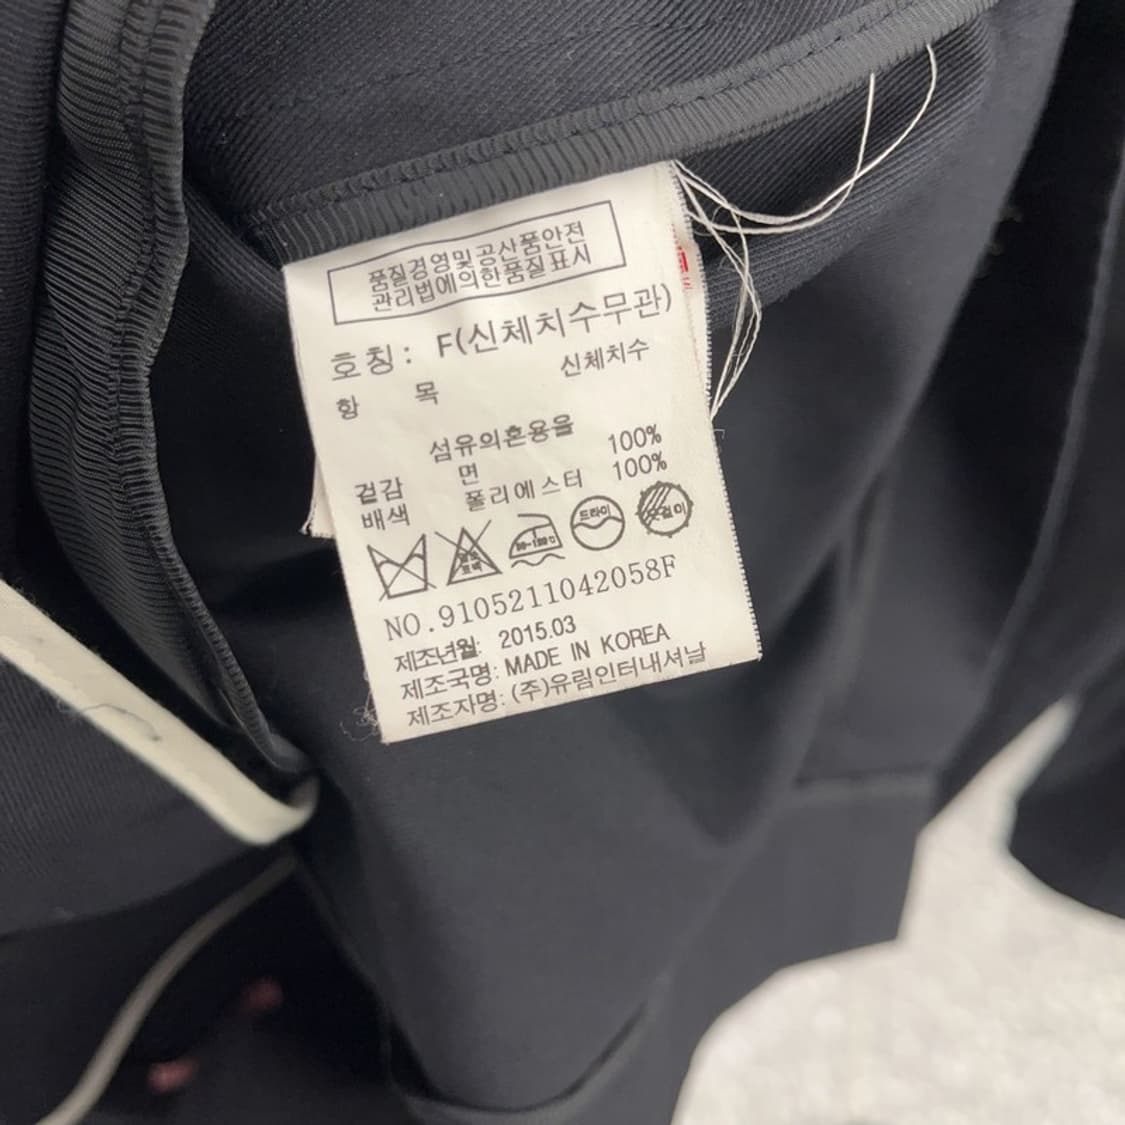 품질경영및공산품안전
관리법에의한품질표시
호칭: F(신체치수무관)
항 목 신체치수
섬유의혼용율
겉감 면 100%
배색 폴리에스터 100%
드라이
NO.9105211042058F
제조년월: 2015.03
제조국명: MADE IN KOREA
제조자명: (주)유림인터내셔날